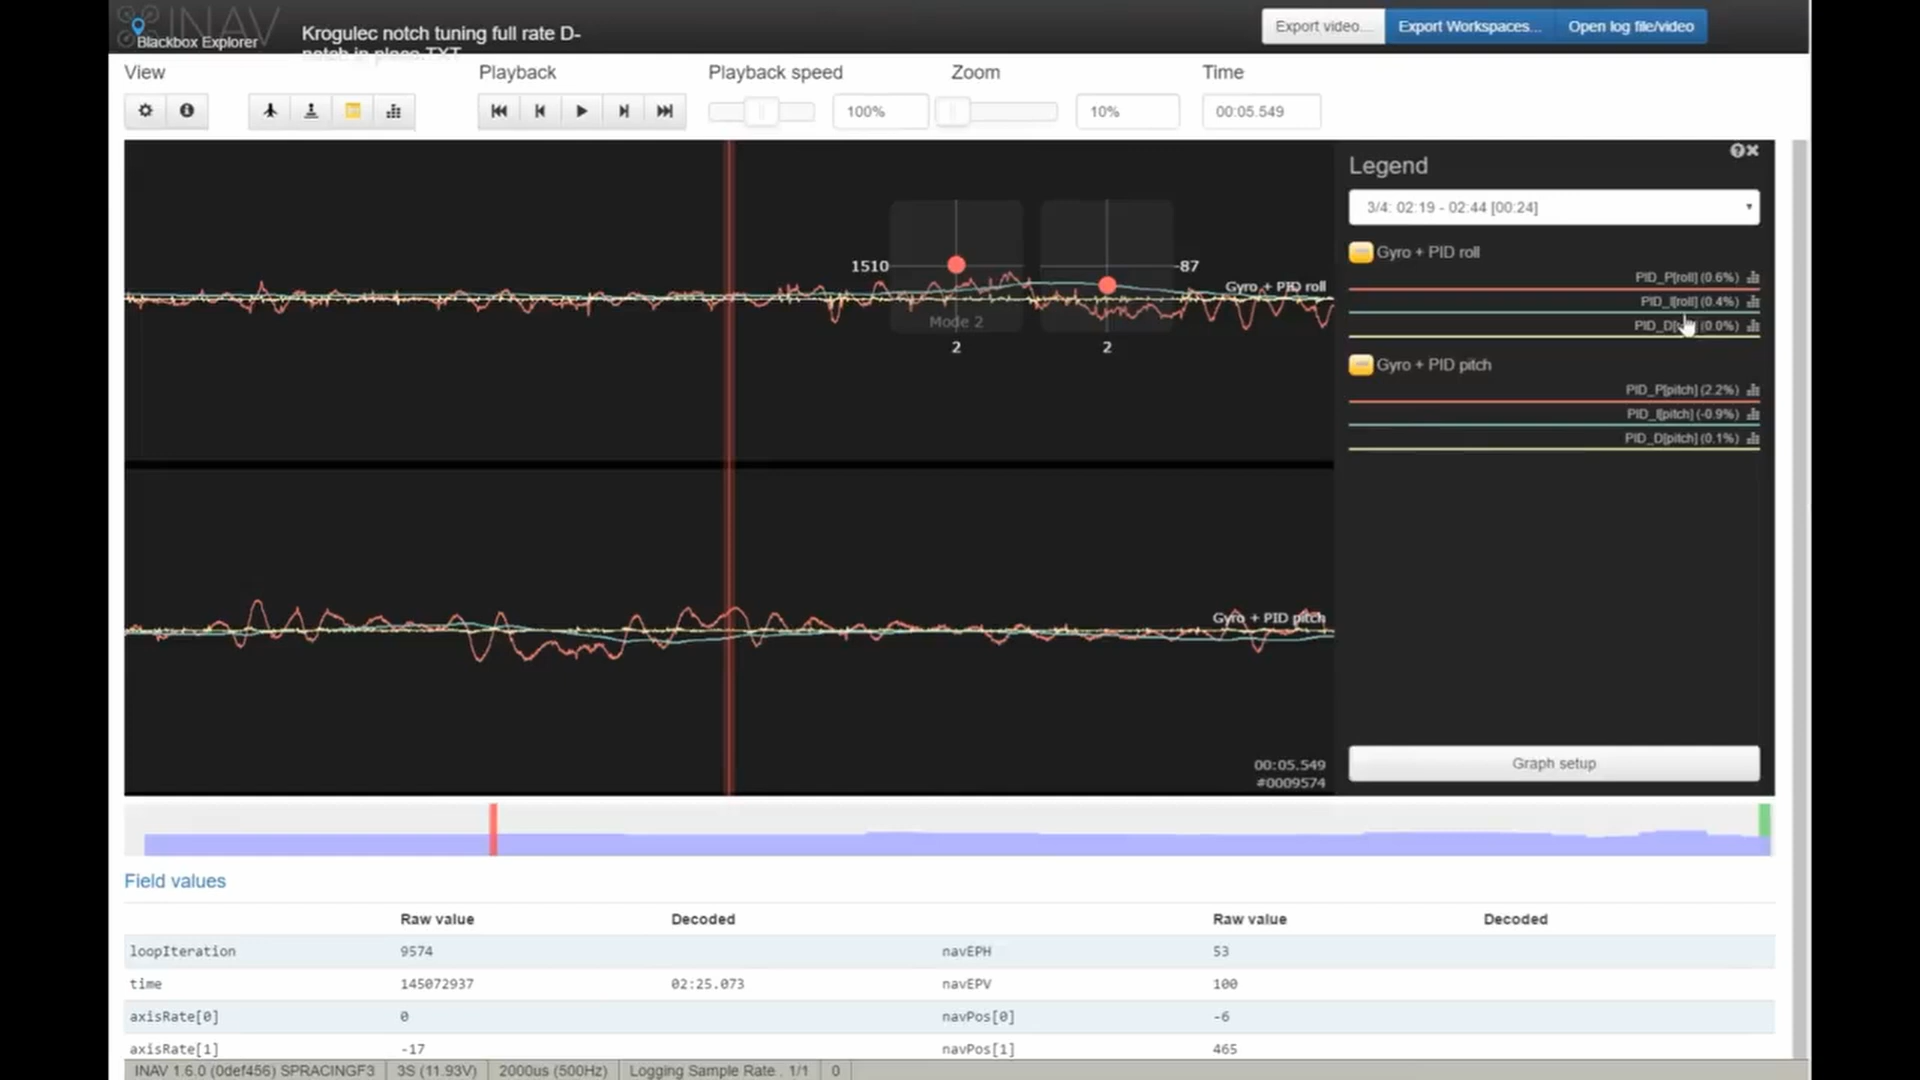 INAV
Blackbox Explorer
Krogulec notch tuning full rate D-
notch in place.TXT
Export video...
Export Workspaces...
Open log file/video
View
Playback
Playback speed
Zoom
Time
100%
10%
00:05.549
Legend
3/4: 02:19 - 02:44 [00:24]
Gyro + PID roll
PID_P[roll] (0.6%)
PID_I[roll] (0.4%)
(0.0%)
Gyro + PID pitch
PID_P[pitch] (2.2%)
PID_I[pitch] (-0.9%)
PID_D[pitch] (0.1%)
Graph setup
1510
-87
Gyro + PID roll
Mode 2
2
2
Gyro + PID pitch
00:05.549
#0009574
Field values
Raw value Decoded Raw value Decoded
loopIteration 9574 navEPH 53
time 145072937 02:25.073 navEPV 100
axisRate[0] 0 navPos[0] -6
axisRate[1] -17 navPos[1] 465
INAV 1.6.0 (0def456) SPRACINGF3 3S (11.93V) 2000us (500Hz) Logging Sample Rate . 1/1 0